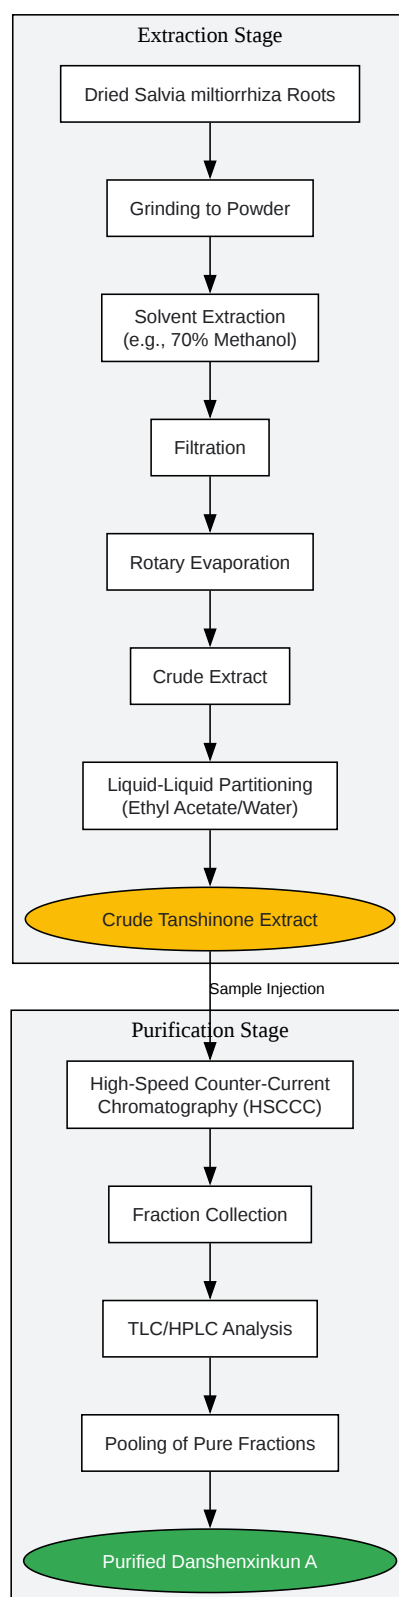 Extraction Stage
Dried Salvia miltiorrhiza Roots
Grinding to Powder
Solvent Extraction
(e.g., 70% Methanol)
Filtration
Rotary Evaporation
Crude Extract
Liquid-Liquid Partitioning
(Ethyl Acetate/Water)
Crude Tanshinone Extract
Sample Injection
Purification Stage
High-Speed Counter-Current
Chromatography (HSCCC)
Fraction Collection
TLC/HPLC Analysis
Pooling of Pure Fractions
Purified Danshenxinkun A